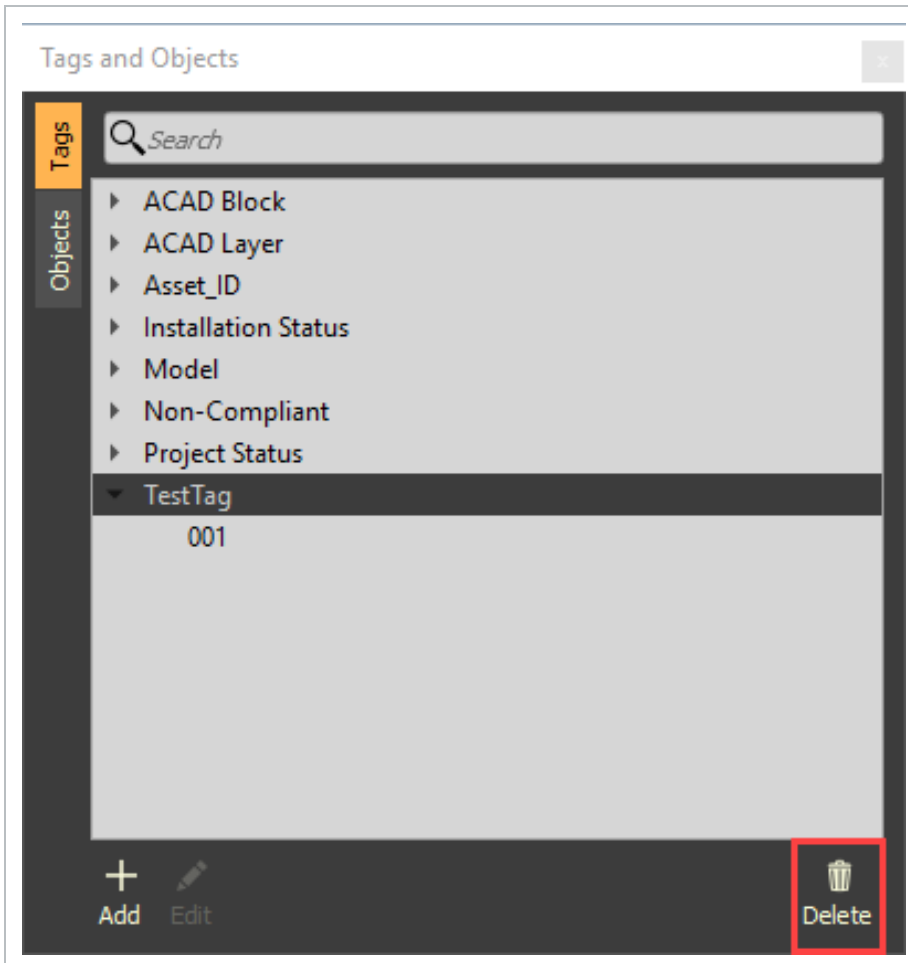 Tags and Objects
x
Tags
Search
Objects
ACAD Block
ACAD Layer
Asset_ID
Installation Status
Model
Non-Compliant
Project Status
TestTag
001
Add
Edit
Delete